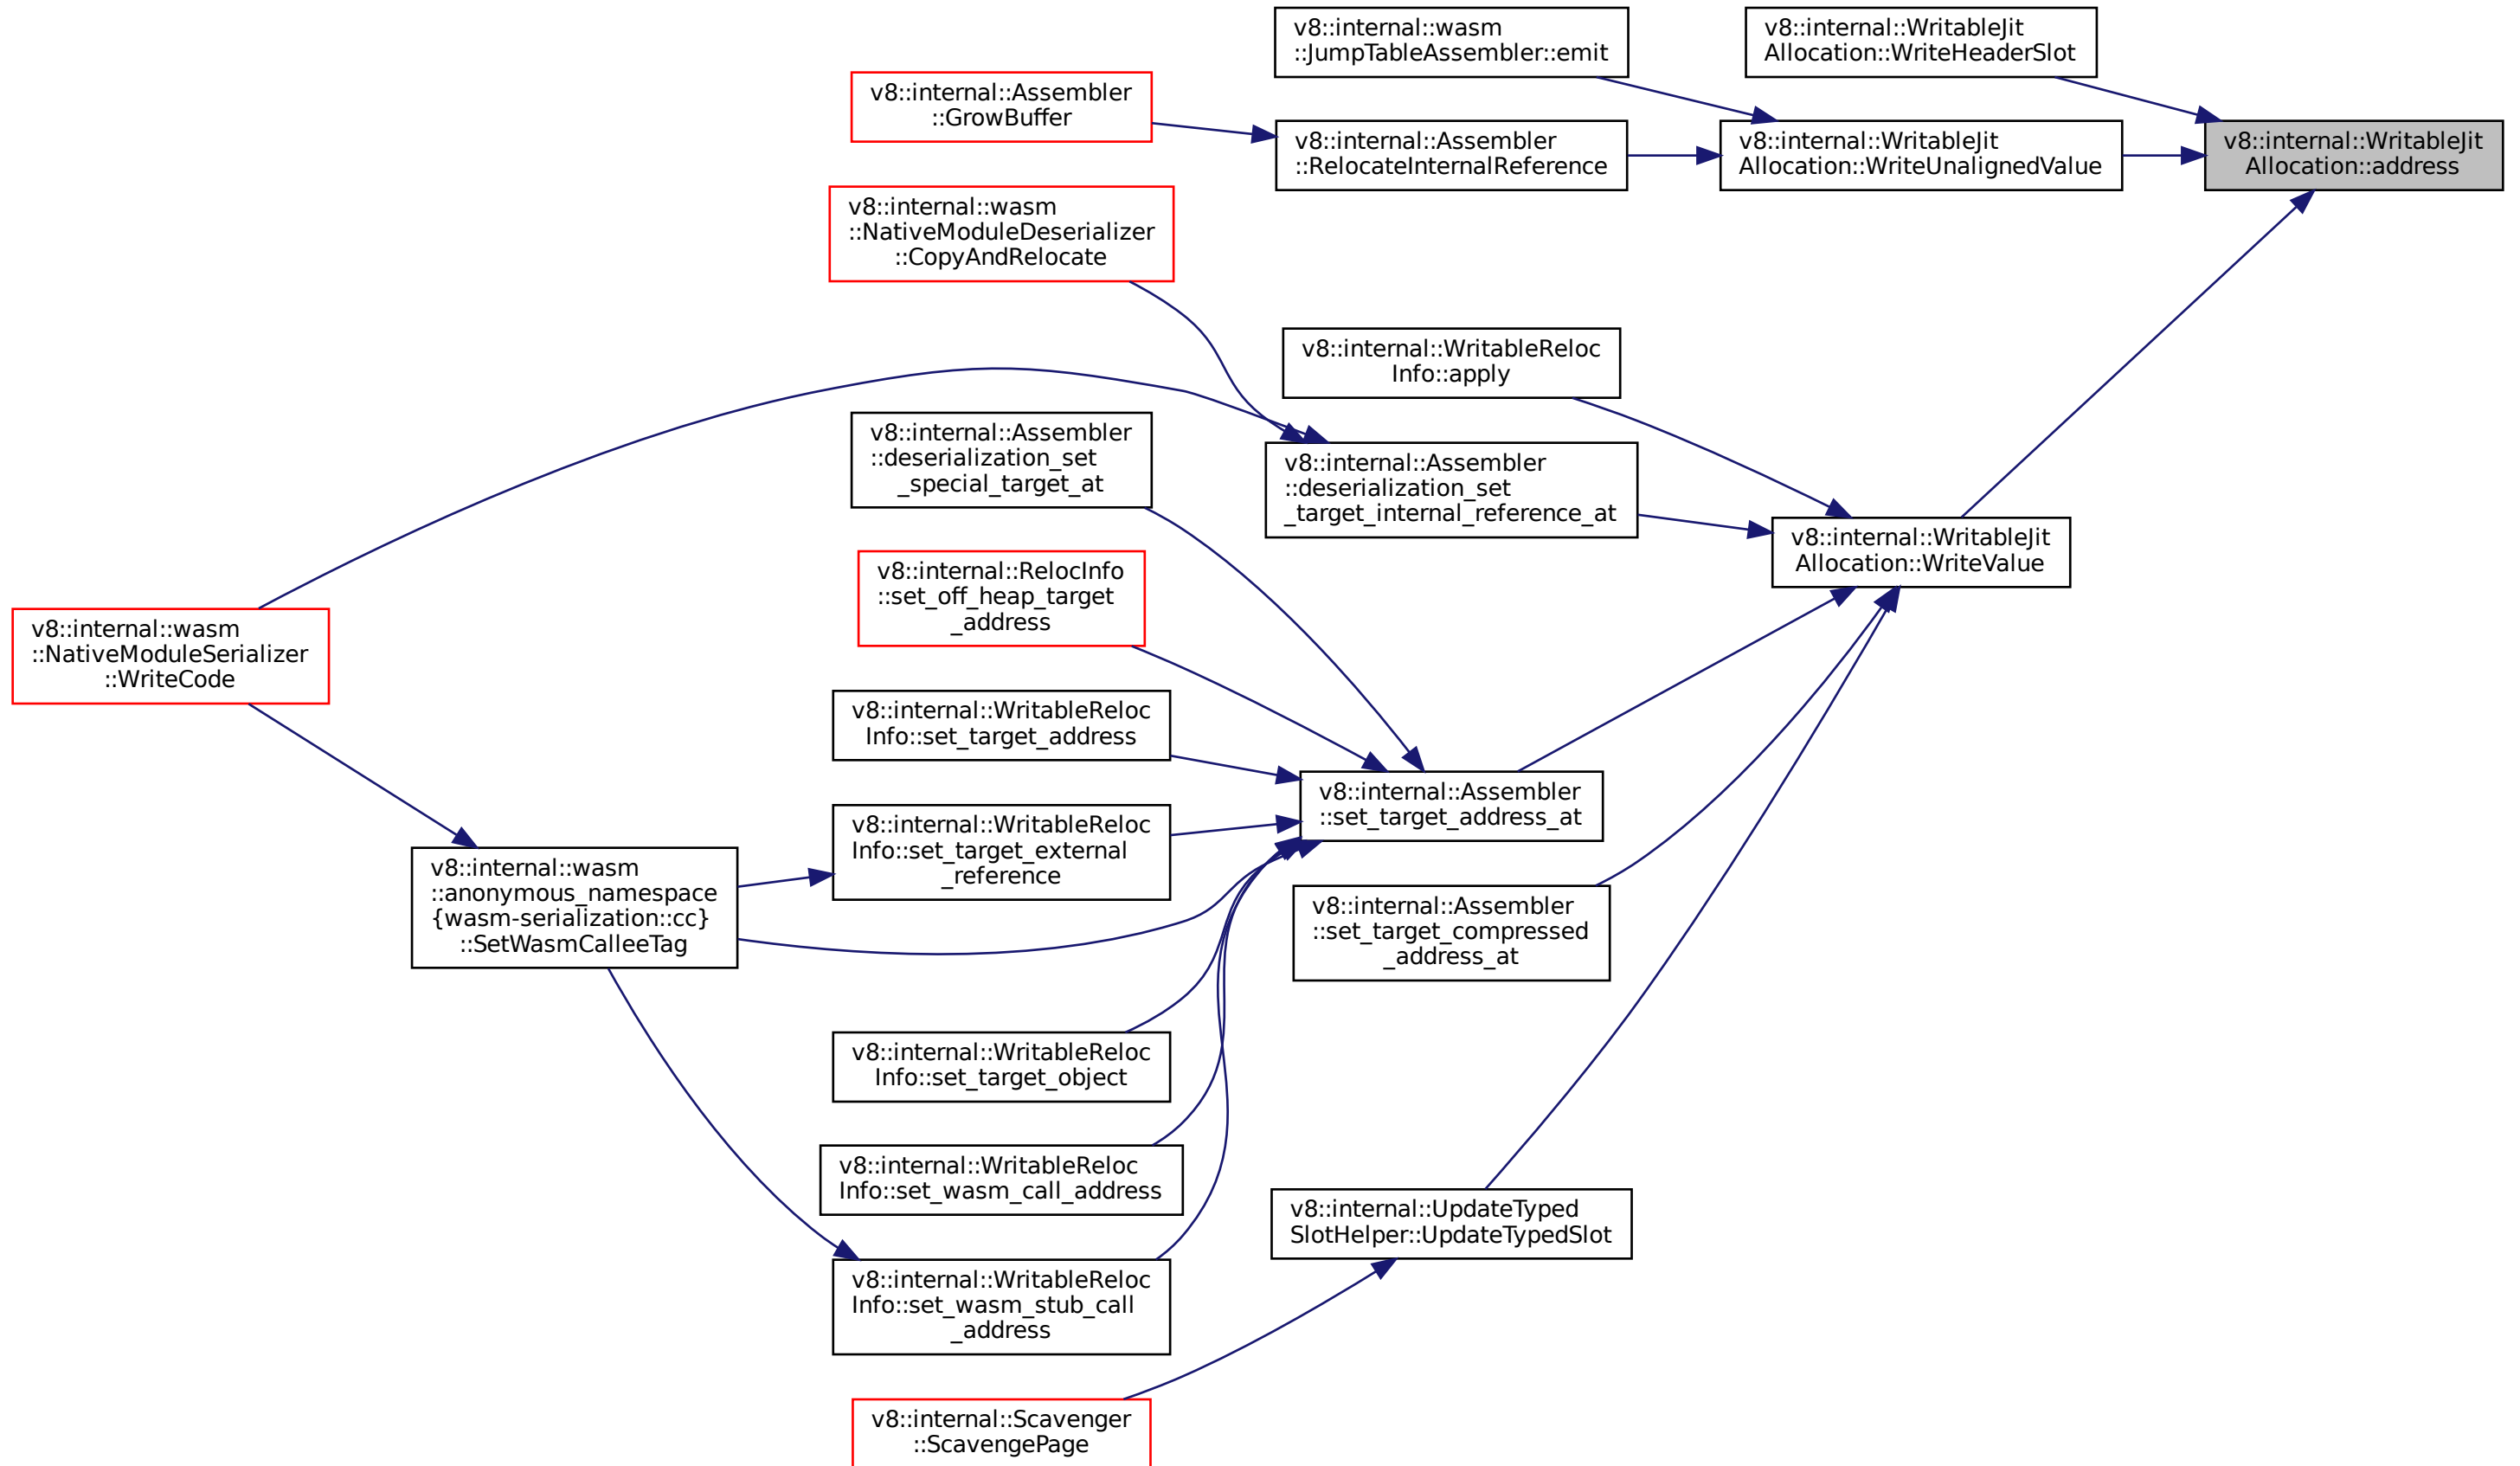 v8::internal::wasm
::JumpTableAssembler::emit
v8::internal::WritableJit
Allocation::WriteHeaderSlot
v8::internal::Assembler
::GrowBuffer
v8::internal::Assembler
::RelocateInternalReference
v8::internal::WritableJit
Allocation::WriteUnalignedValue
v8::internal::WritableJit
Allocation::address
v8::internal::wasm
::NativeModuleDeserializer
::CopyAndRelocate
v8::internal::WritableReloc
Info::apply
v8::internal::Assembler
::deserialization_set
_special_target_at
v8::internal::Assembler
::deserialization_set
_target_internal_reference_at
v8::internal::WritableJit
Allocation::WriteValue
v8::internal::RelocInfo
::set_off_heap_target
_address
v8::internal::wasm
::NativeModuleSerializer
::WriteCode
v8::internal::WritableReloc
Info::set_target_address
v8::internal::Assembler
::set_target_address_at
v8::internal::WritableReloc
Info::set_target_external
_reference
v8::internal::wasm
::anonymous_namespace
{wasm-serialization::cc}
::SetWasmCalleeTag
v8::internal::Assembler
::set_target_compressed
_address_at
v8::internal::WritableReloc
Info::set_target_object
v8::internal::WritableReloc
Info::set_wasm_call_address
v8::internal::UpdateTyped
SlotHelper::UpdateTypedSlot
v8::internal::WritableReloc
Info::set_wasm_stub_call
_address
v8::internal::Scavenger
::ScavengePage